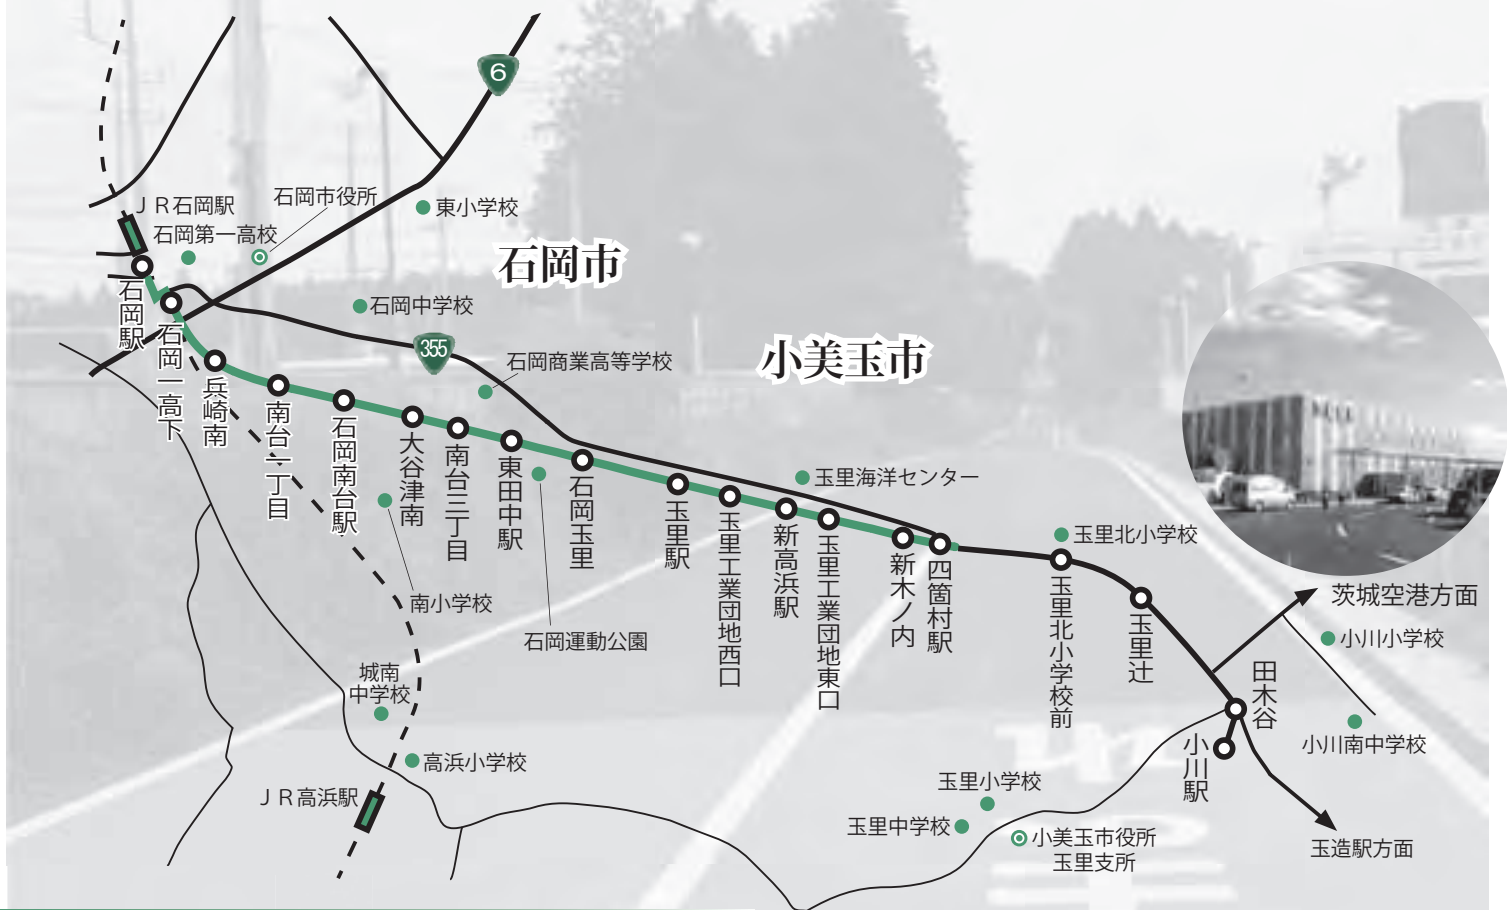 6
石岡市役所
ＪＲ石岡駅
東小学校
石岡第一高校
石岡市
石岡駅
石岡中学校
石岡一高下
355
小美玉市
石岡商業高等学校
兵崎南
南台一丁目
石岡南台駅
大谷津南
南台三丁目
東田中駅
石岡玉里
玉里駅
玉里工業団地西口
新高浜駅
玉里工業団地東口
新木ノ内
四箇村駅
玉里海洋センター
玉里北小学校
玉里北小学校前
玉里辻
茨城空港方面
南小学校
石岡運動公園
小川小学校
田木谷
城南
中学校
小川南中学校
小川駅
高浜小学校
ＪＲ高浜駅
玉里小学校
玉里中学校
小美玉市役所
玉里支所
玉造駅方面